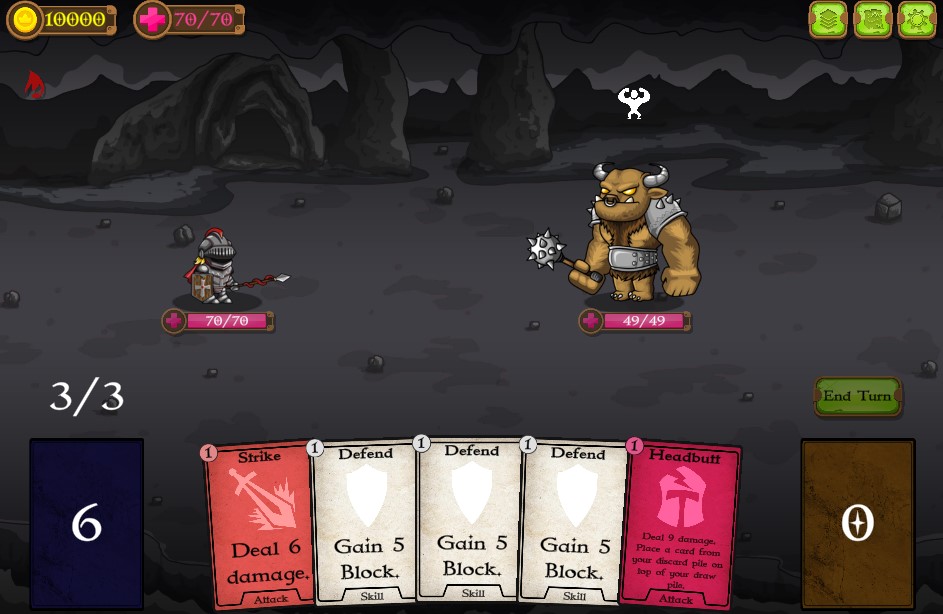 10000
70/70
70/70
49/49
3/3
End Turn
6
1
Strike
Deal 6
damage.
Attack
1
Defend
Gain 5
Block.
Skill
1
Defend
Gain 5
Block.
Skill
1
Defend
Gain 5
Block.
Skill
1
Headbutt
Deal 9 damage.
Place a card from
your discard pile on
top of your draw
pile.
Attack
0